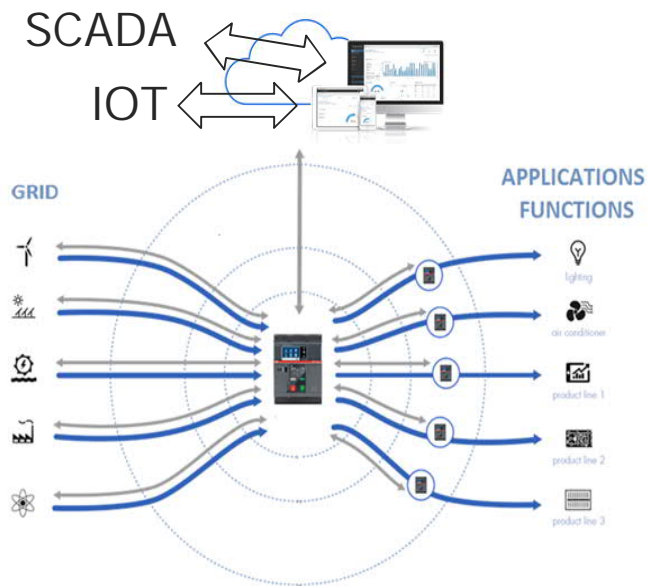 SCADA
IOT
GRID
APPLICATIONS
FUNCTIONS
lighting
air conditioner
product line 1
product line 2
product line 3